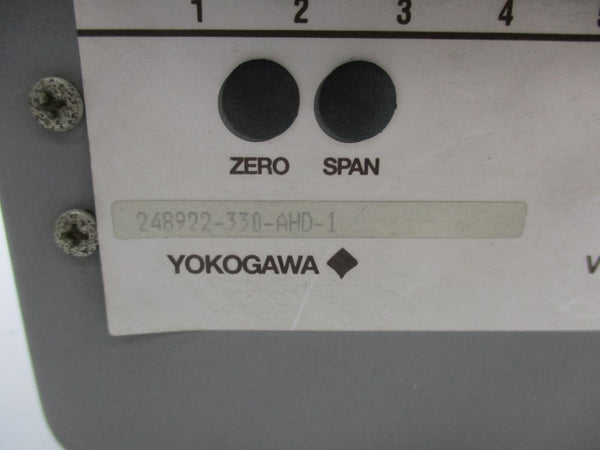 1 2 3 4
ZERO SPAN
248922-330-AHD-1
YOKOGAWA